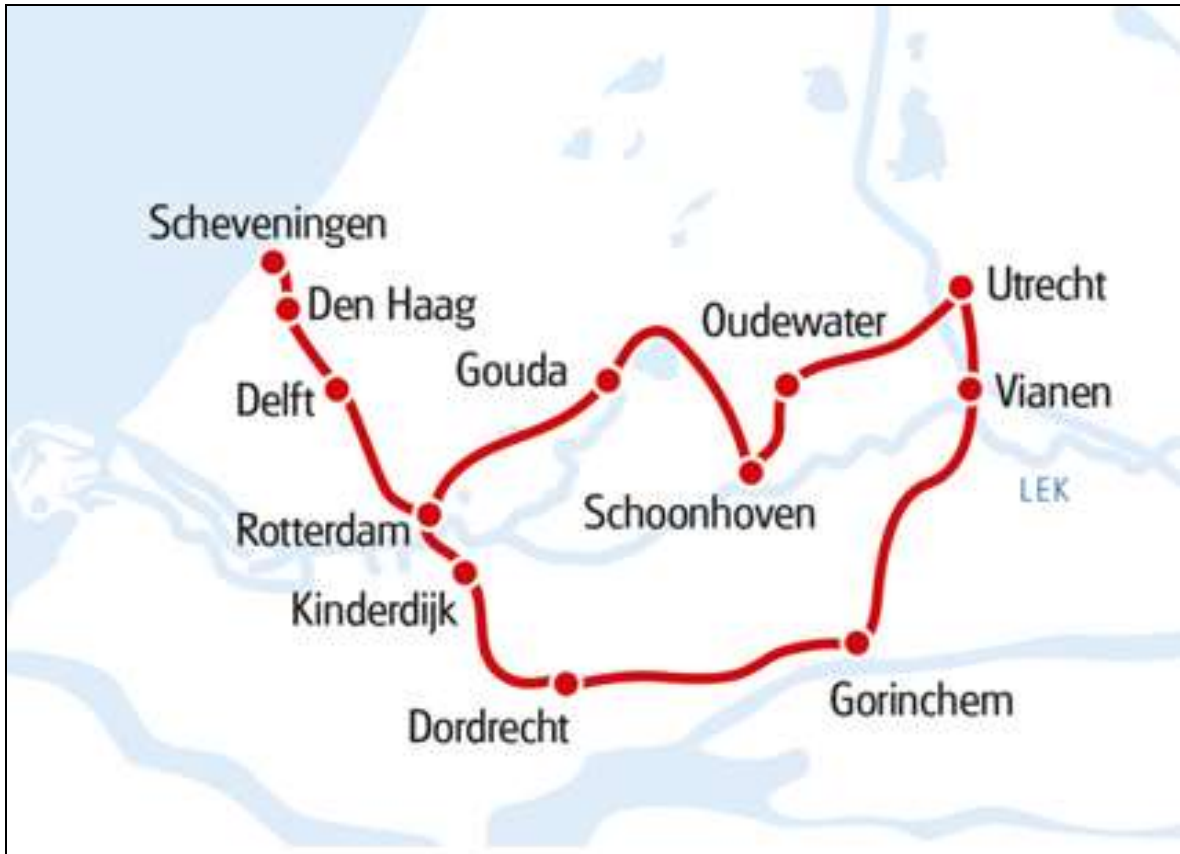 Scheveningen
Den Haag
Utrecht
Oudewater
Gouda
Delft
Vianen
LEK
Schoonhoven
Rotterdam
Kinderdijk
Gorinchem
Dordrecht